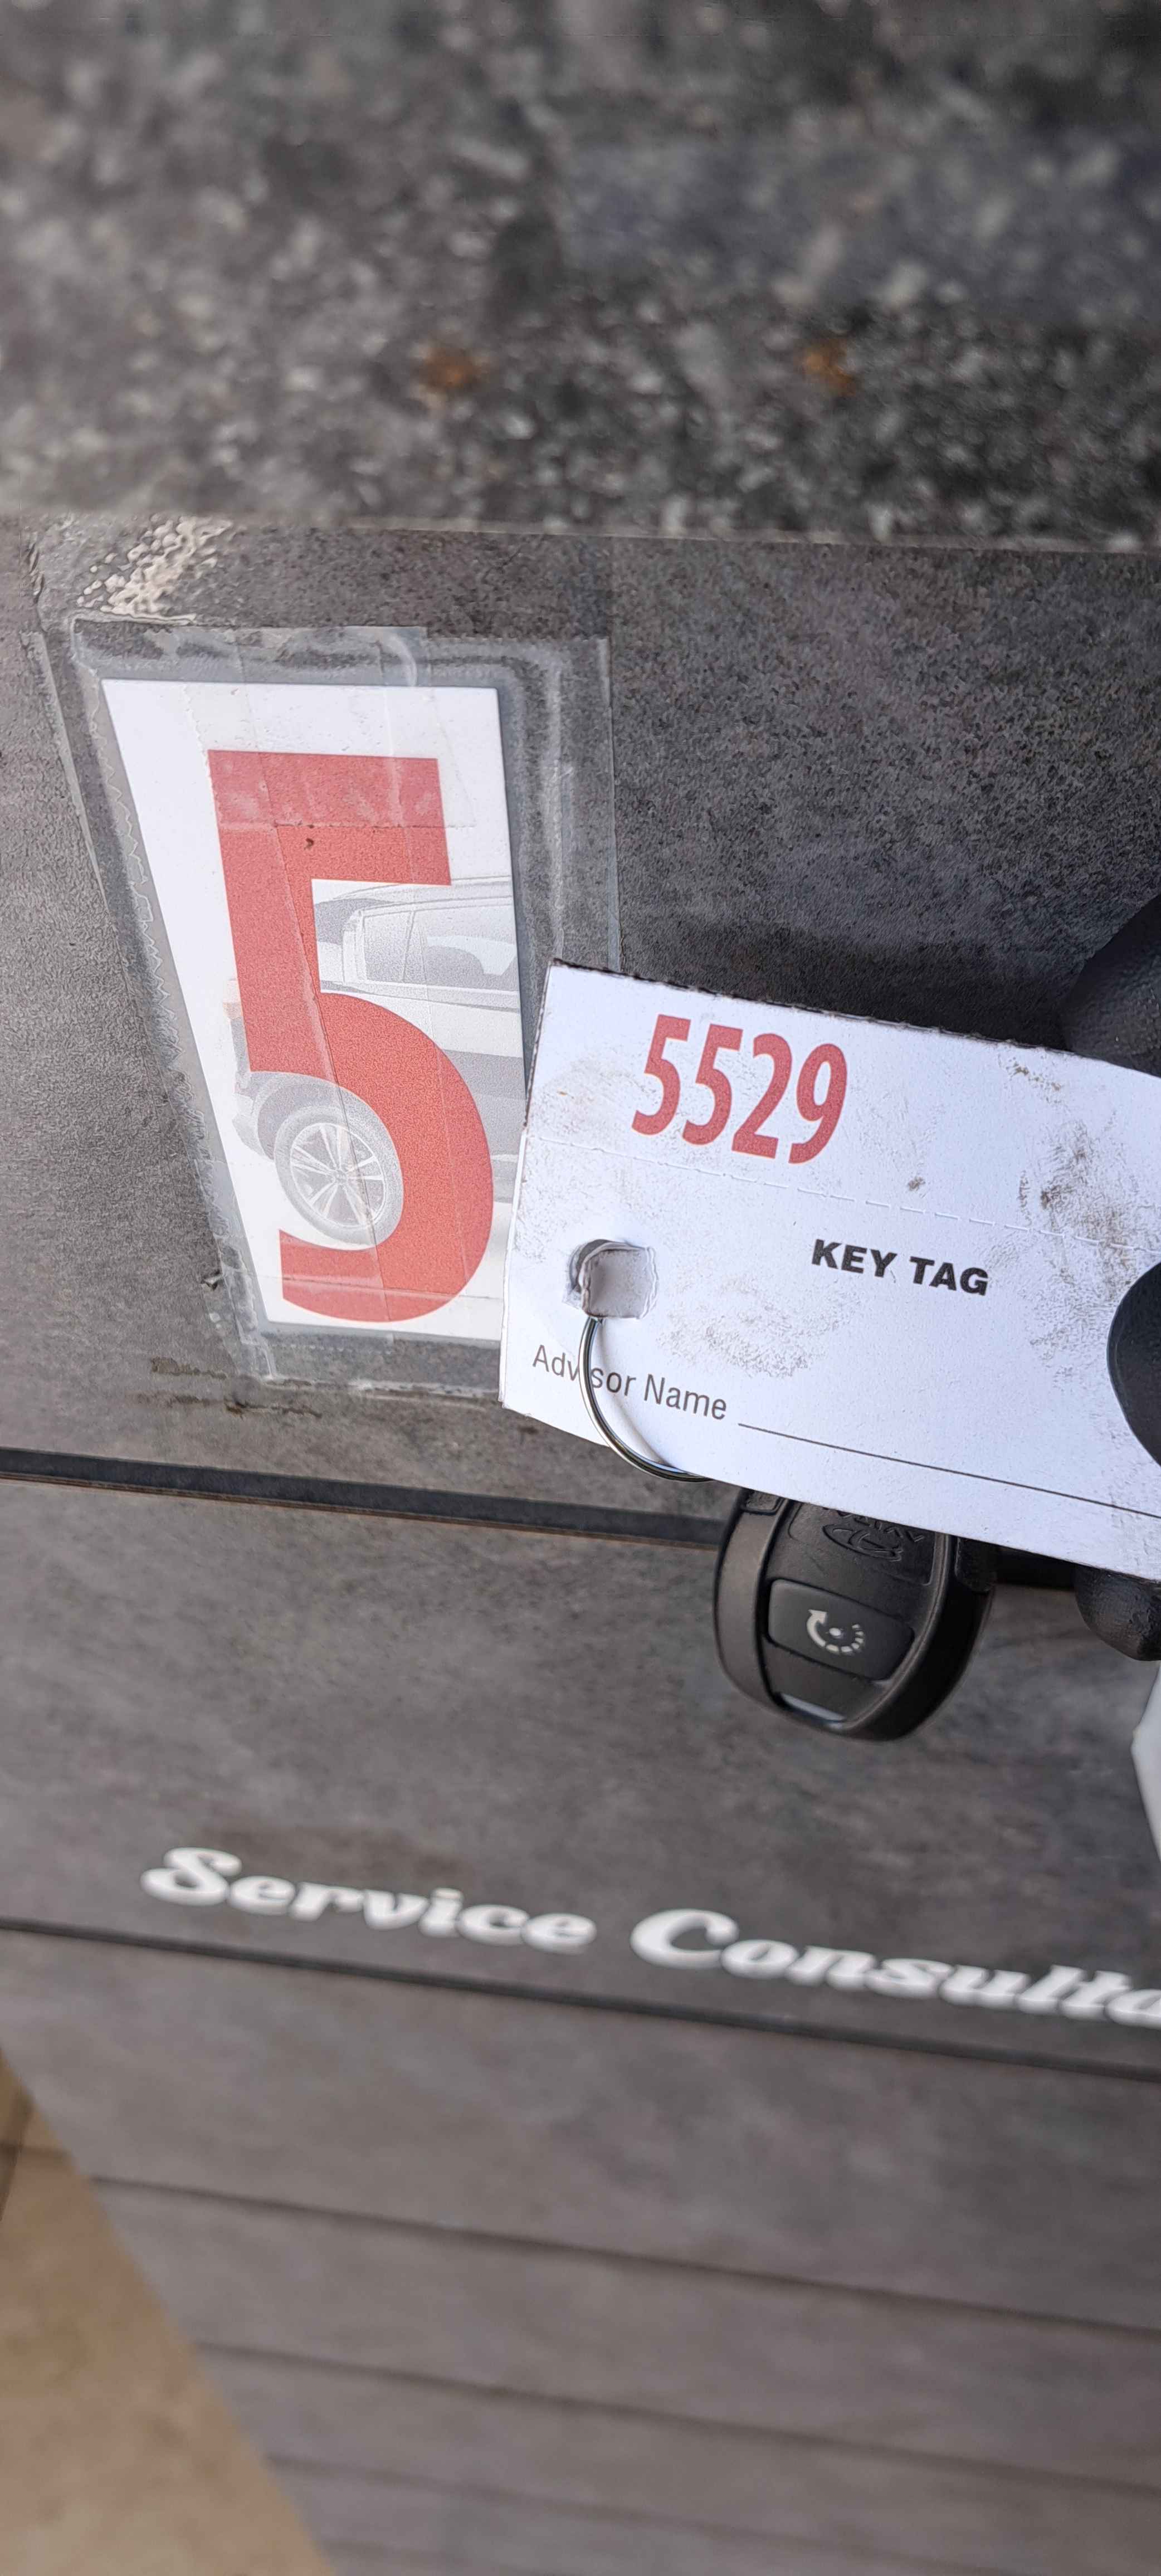 5
5529
KEY TAG
Advisor Name
Service